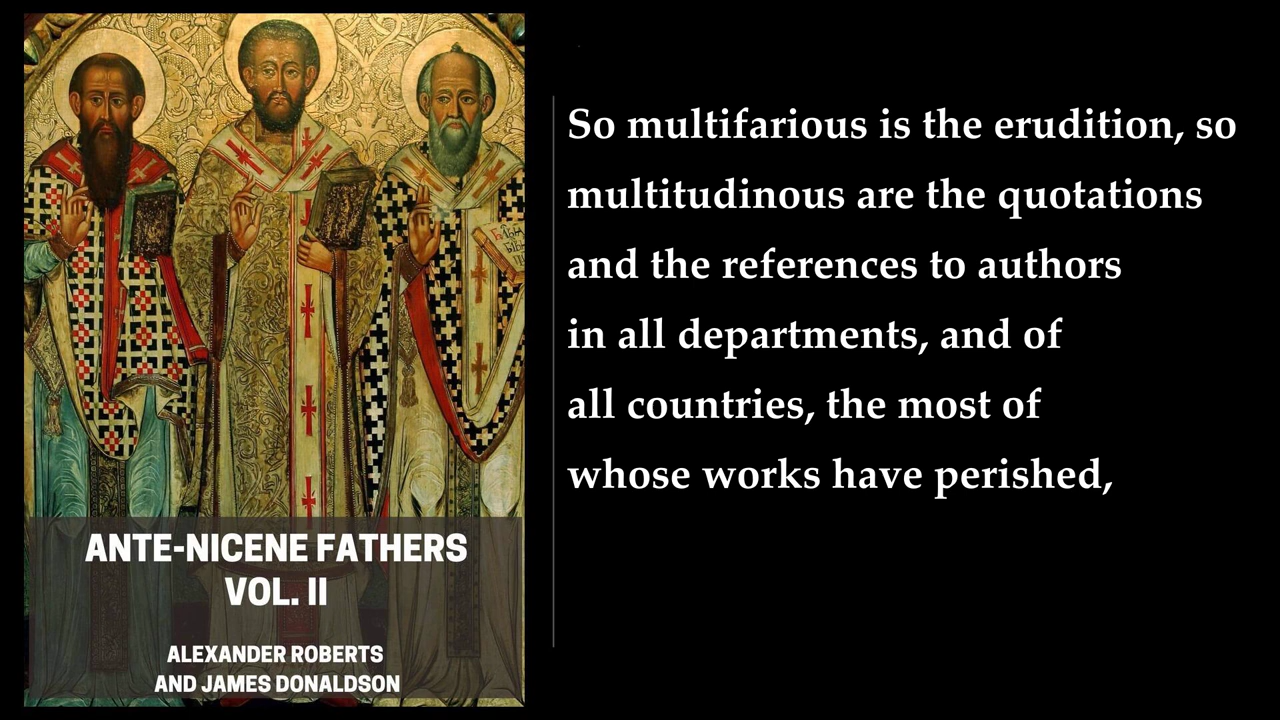 So multifarious is the erudition, so
multitudinous are the quotations
and the references to authors
in all departments, and of
all countries, the most of
whose works have perished,
ANTE-NICENE FATHERS
VOL. II
ALEXANDER ROBERTS
AND JAMES DONALDSON